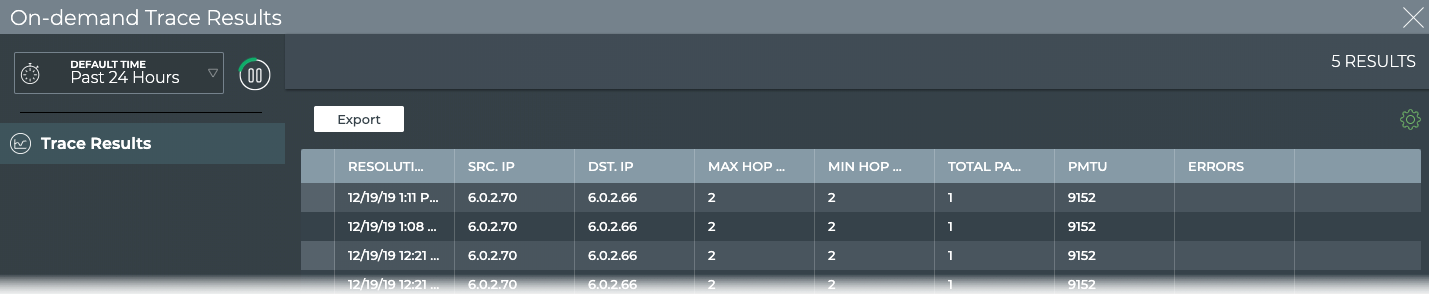 On-demand Trace Results
DEFAULT TIME
Past 24 Hours
5 RESULTS
Export
Trace Results
RESOLUTI... SRC. IP DST. IP MAX HOP ... MIN HOP ... TOTAL PA... PMTU ERRORS
12/19/19 1:11 P... 6.0.2.70 6.0.2.66 2 2 1 9152
12/19/19 1:08 ... 6.0.2.70 6.0.2.66 2 2 1 9152
12/19/19 12:21 ... 6.0.2.70 6.0.2.66 2 2 1 9152
12/19/19 12:21 ... 6.0.2.70 6.0.2.66 2 2 1 9152